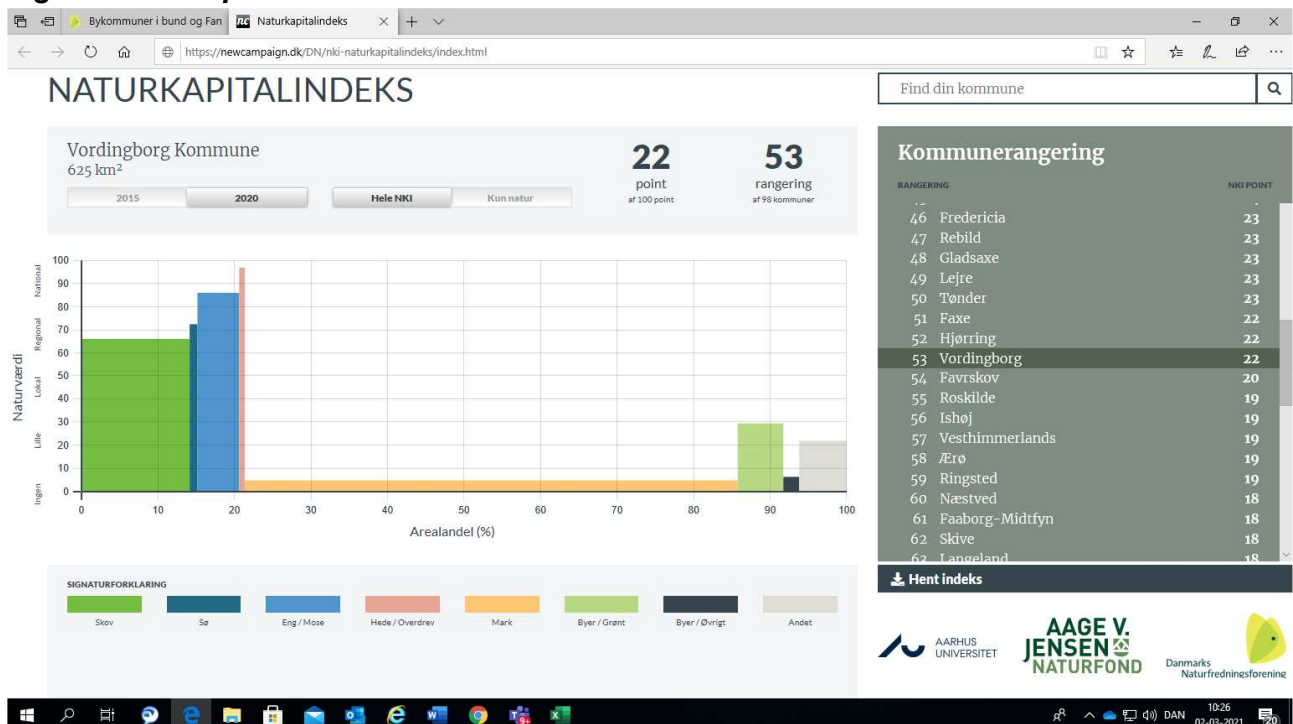 Bykommuner i bund og Fan
Naturkapitalindeks
https://newcampaign.dk/DN/nki-naturkapitalindeks/index.html
NATURKAPITALINDEKS
Find din kommune
Vordingborg Kommune
625 km²
2015 2020 Hele NKI Kun natur
22
point
af 100 point
53
rangering
af 98 kommuner
Naturværdi
National
Regional
Lokal
Lille
Ingen
100
90
80
70
60
50
40
30
20
10
0
0 10 20 30 40 50 60 70 80 90 100
Arealandel (%)
SIGNATURFORKLARING
Skov Sø Eng / Mose Hede / Overdrev Mark Byer / Grønt Byer / Øvrigt Andet
Kommunerangering
RANGERING NKI POINT
46 Fredericia 23
47 Rebild 23
48 Gladsaxe 23
49 Lejre 23
50 Tønder 23
51 Faxe 22
52 Hjørring 22
53 Vordingborg 22
54 Favrskov 20
55 Roskilde 19
56 Ishøj 19
57 Vesthimmerlands 19
58 Ærø 19
59 Ringsted 19
60 Næstved 18
61 Faaborg-Midtfyn 18
62 Skive 18
63 Langeland 18
Hent indeks
AARHUS
UNIVERSITET
AAGE V.
JENSEN
NATURFOND
Danmarks
Naturfredningsforening
DAN
10:26
02-03-2021